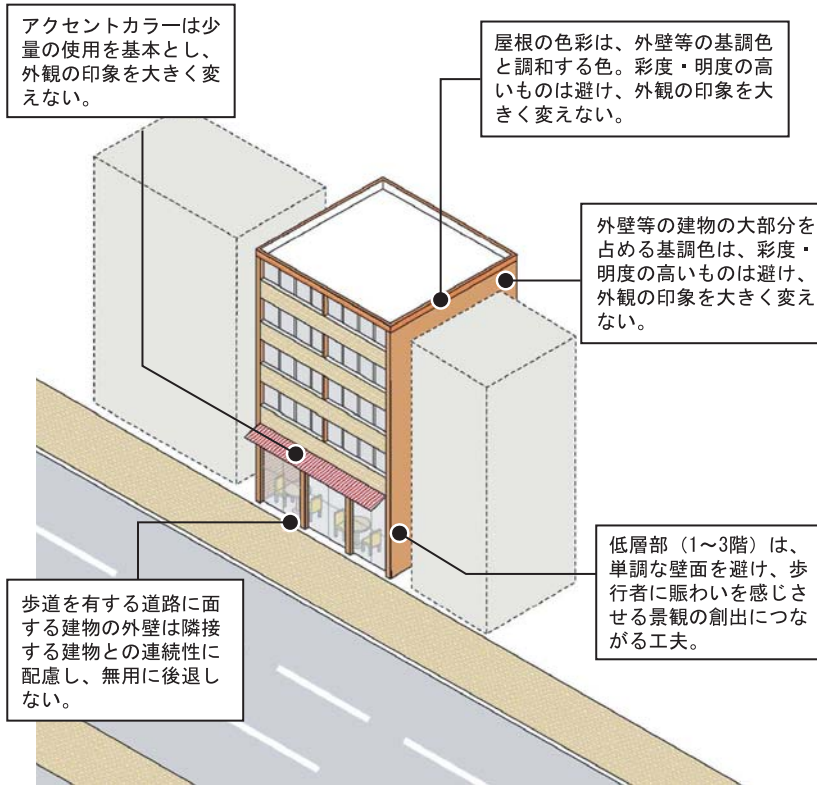 アクセントカラーは少
量の使用を基本とし、
外観の印象を大きく変
えない。
屋根の色彩は、外壁等の基調色
と調和する色。彩度・明度の高
いものは避け、外観の印象を大
きく変えない。
外壁等の建物の大部分を
占める基調色は、彩度・
明度の高いものは避け、
外観の印象を大きく変え
ない。
低層部（1～3階）は、
単調な壁面を避け、歩
行者に賑わいを感じさ
せる景観の創出につな
がる工夫。
歩道を有する道路に面
する建物の外壁は隣接
する建物との連続性に
配慮し、無用に後退し
ない。